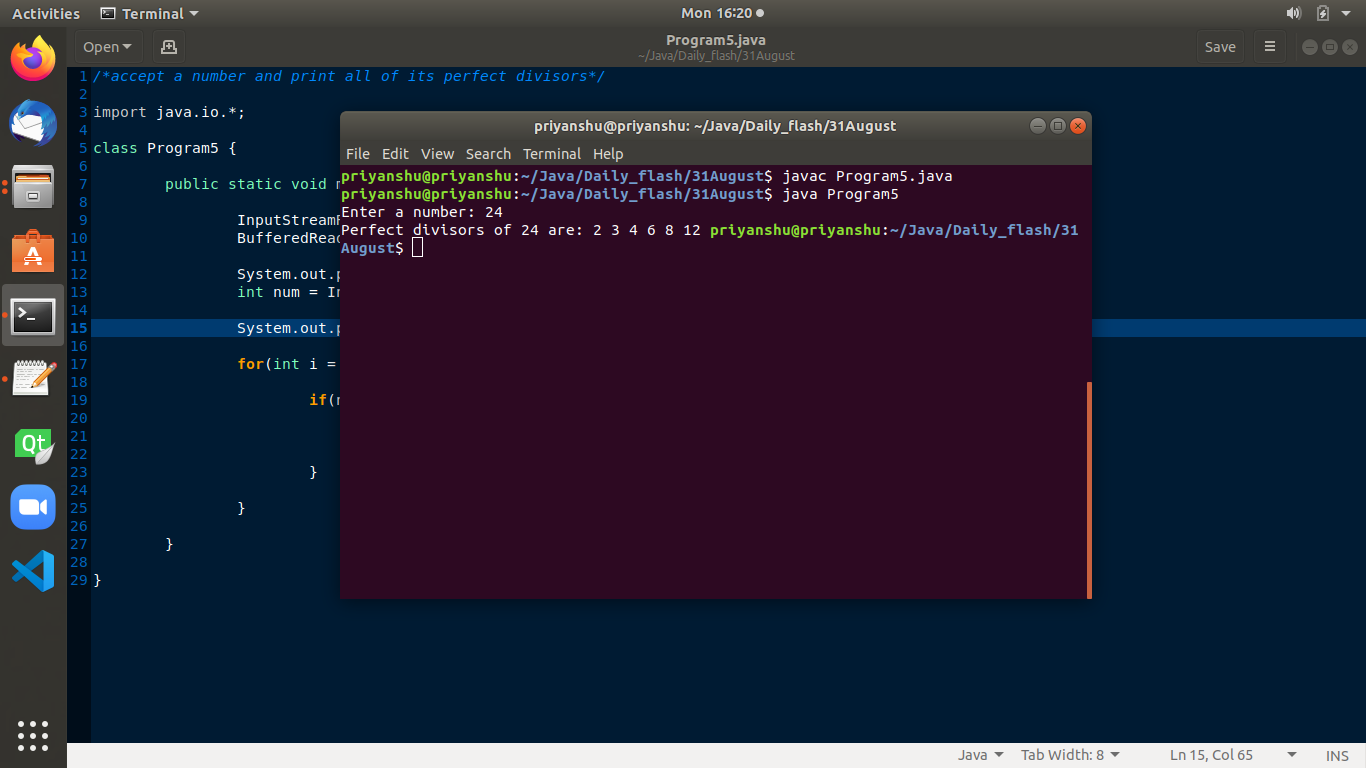 Activities Terminal Mon 16:20
Open Program5.java Save
~/Java/Daily_flash/31August
1 /*accept a number and print all of its perfect divisors*/
2
3 import java.io.*;
4
5 class Program5 {
6
7 public static void
8
9
10
11
12 System.out.
13 int num =
14
15 System.out.
16
17 for(int i =
18
19 if(
20
21
22
23 }
24
25 }
26
27 }
28
29 }
priyanshu@priyanshu: ~/Java/Daily_flash/31August
File Edit View Search Terminal Help
priyanshu@priyanshu:~/Java/Daily_flash/31August$ javac Program5.java
priyanshu@priyanshu:~/Java/Daily_flash/31August$ java Program5
Enter a number: 24
Perfect divisors of 24 are: 2 3 4 6 8 12 priyanshu@priyanshu:~/Java/Daily_flash/31
August$
Qt
Java Tab Width: 8 Ln 15, Col 65 INS